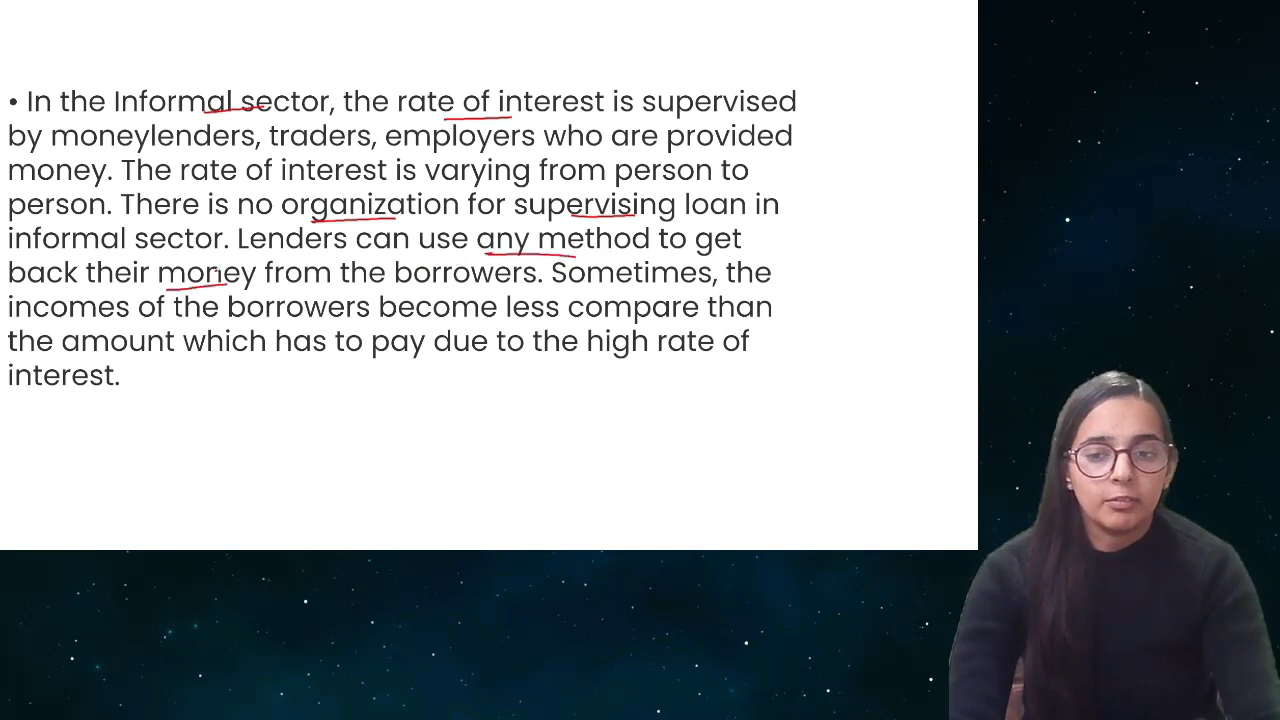 • In the Informal sector, the rate of interest is supervised
by moneylenders, traders, employers who are provided
money. The rate of interest is varying from person to
person. There is no organization for supervising loan in
informal sector. Lenders can use any method to get
back their money from the borrowers. Sometimes, the
incomes of the borrowers become less compare than
the amount which has to pay due to the high rate of
interest.